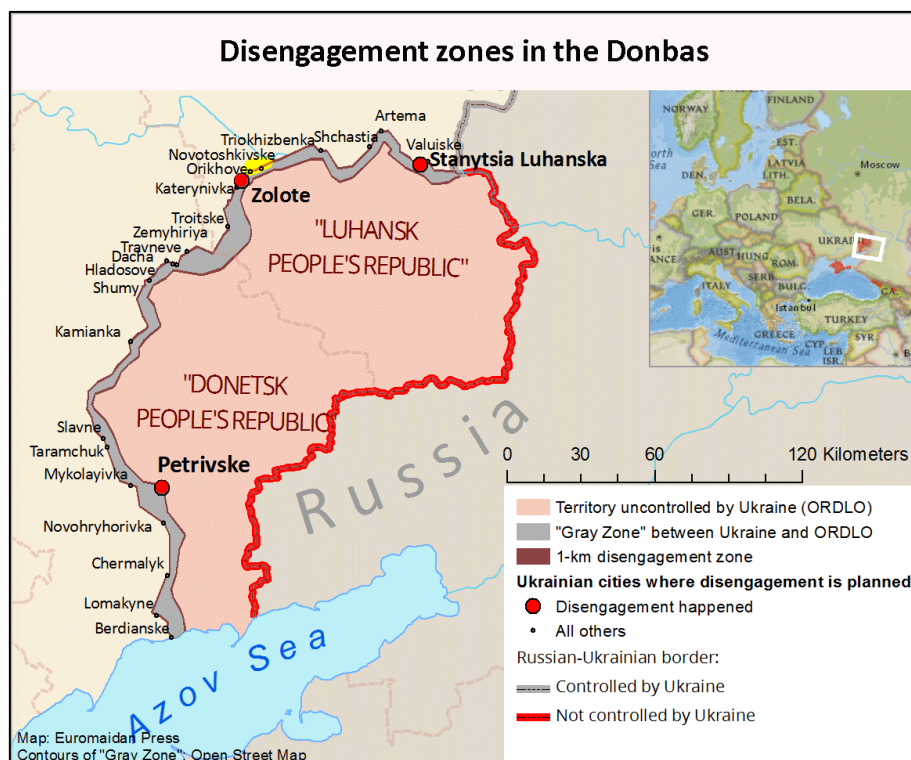 Disengagement zones in the Donbas
Artema
Triokhizbenka
Shchastia
Valuiske
Novotoshkivske
Stanytsia Luhanska
Orikhove
Katerynivka
Zolote
Troitske
Zemyhiriya
Travneve
Dacha
Hladosove
Shumy
"LUHANSK
PEOPLE'S REPUBLIC"
Kamianka
"DONETSK
PEOPLE'S REPUBLIC"
Slavne
Taramchuk
Mykolayivka
Petrivske
Novohryhorivka
Chermalyk
Lomakyne
Berdianske
Russia
Azov Sea
Map: Euromaidan Press
Contours of "Gray Zone": Open Street Map
NORWAY
SWEDEN
FINLAND
North
Sea
EST.
LATVIA
LITH.
Moscow
DEN.
BELA.
GER.
POLAND
UKRAINE
AUST.
HUNG.
ROM.
ITALY
SERB.
BULG.
GA.
Istanbul
TURKEY
GREECE
Mediterranean Sea
CYP.
LEB.
SYR.
ISR.
0 30 60 120 Kilometers
Territory uncontrolled by Ukraine (ORDLO)
"Gray Zone" between Ukraine and ORDLO
1-km disengagement zone
Ukrainian cities where disengagement is planned
Disengagement happened
All others
Russian-Ukrainian border:
Controlled by Ukraine
Not controlled by Ukraine